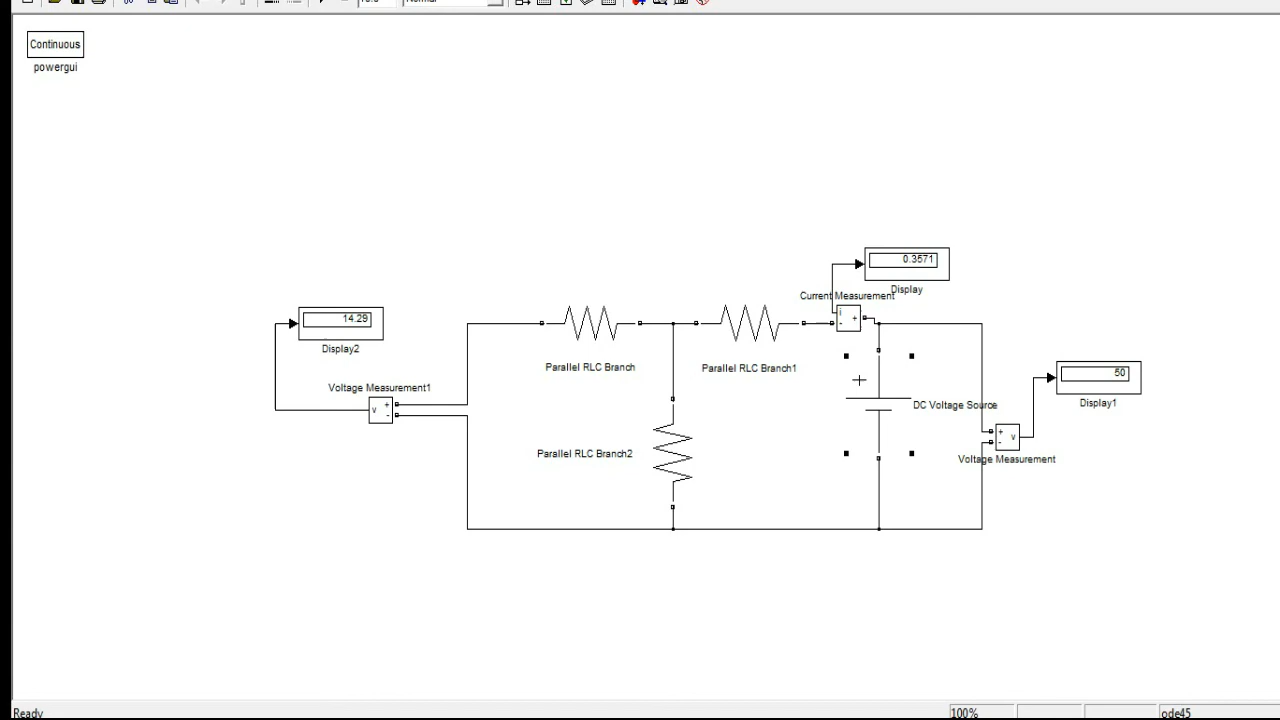 Continuous
powergui
0.3571
Display
Current Measurement
14.29
Display2
Parallel RLC Branch
Parallel RLC Branch1
50
Display1
Voltage Measurement1
+
-
v
i
+
-
DC Voltage Source
+
-
v
Voltage Measurement
Parallel RLC Branch2
Ready
100%
ode45